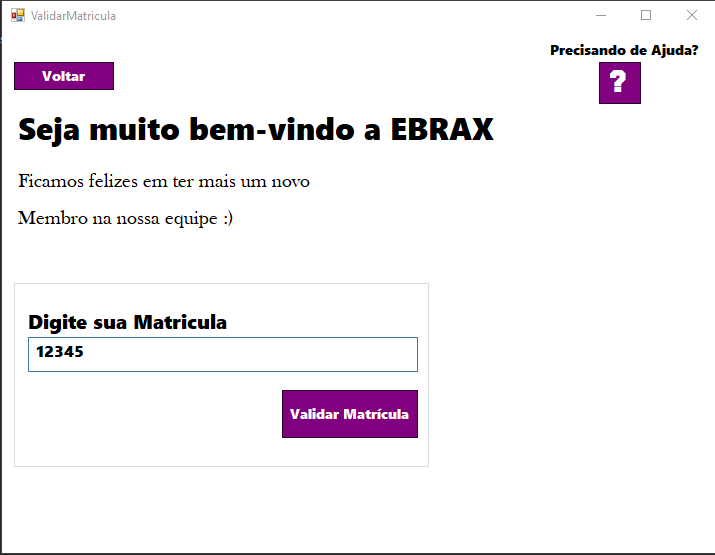 ValidarMatricula
Precisando de Ajuda?
Voltar
?
Seja muito bem-vindo a EBRAX
Ficamos felizes em ter mais um novo
Membro na nossa equipe :)
Digite sua Matricula
12345
Validar Matrícula